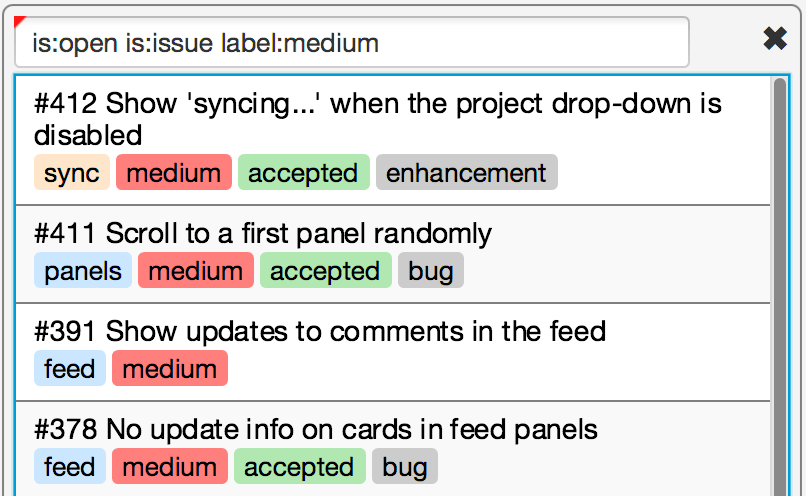 is:open is:issue label:medium
✖
#412 Show 'syncing...' when the project drop-down is
disabled
sync medium accepted enhancement
#411 Scroll to a first panel randomly
panels medium accepted bug
#391 Show updates to comments in the feed
feed medium
#378 No update info on cards in feed panels
feed medium accepted bug